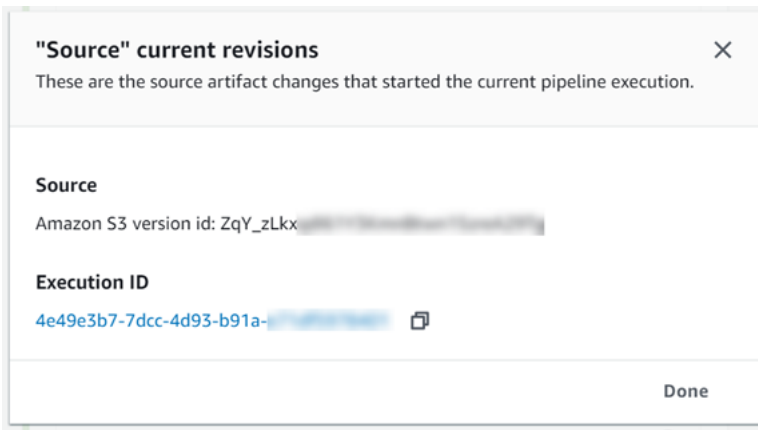 "Source" current revisions
These are the source artifact changes that started the current pipeline execution.
Source
Amazon S3 version id: ZqY_zLkx
Execution ID
4e49e3b7-7dcc-4d93-b91a-
Done